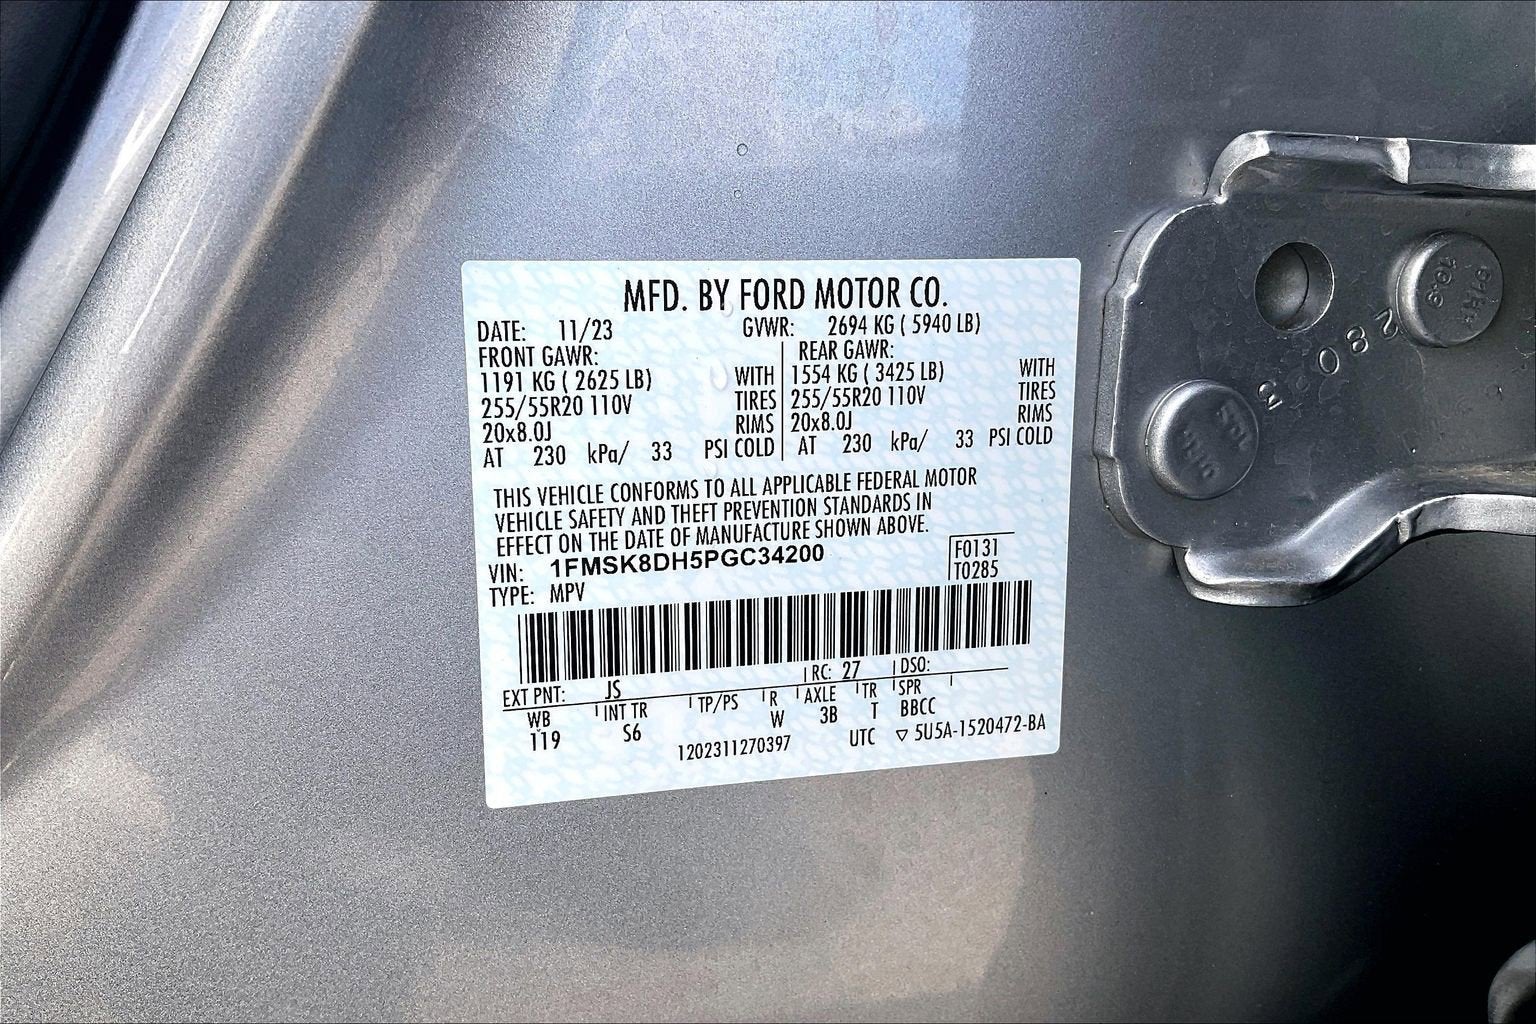 MFD. BY FORD MOTOR CO.
DATE: 11/23 GVWR: 2694 KG ( 5940 LB)
FRONT GAWR: REAR GAWR:
1191 KG ( 2625 LB) WITH 1554 KG ( 3425 LB) WITH
255/55R20 110V TIRES 255/55R20 110V TIRES
20x8.0J RIMS 20x8.0J RIMS
AT 230 kPa/ 33 PSI COLD AT 230 kPa/ 33 PSI COLD
THIS VEHICLE CONFORMS TO ALL APPLICABLE FEDERAL MOTOR
VEHICLE SAFETY AND THEFT PREVENTION STANDARDS IN
EFFECT ON THE DATE OF MANUFACTURE SHOWN ABOVE.
VIN: 1FMSK8DH5PGC34200 F0131
TYPE: MPV T0285
EXT PNT: JS RC: 27 DSO:
WB INT TR TP/PS R AXLE TR SPR
119 S6 W 3B T BBCC
1202311270397 UTC ▽ 5U5A-1520472-BA
10.9
280-3